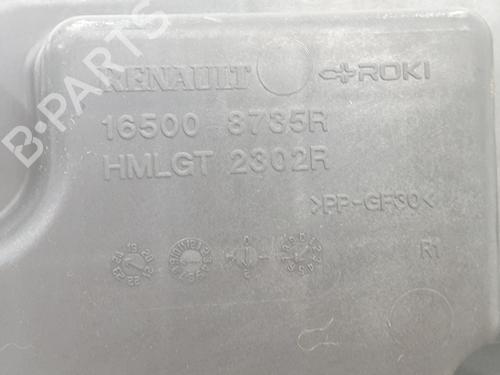 B-PARTS
RENAULT ROKI
16500 8735R
HMLGT 2302R
>PP-GF30<
R1